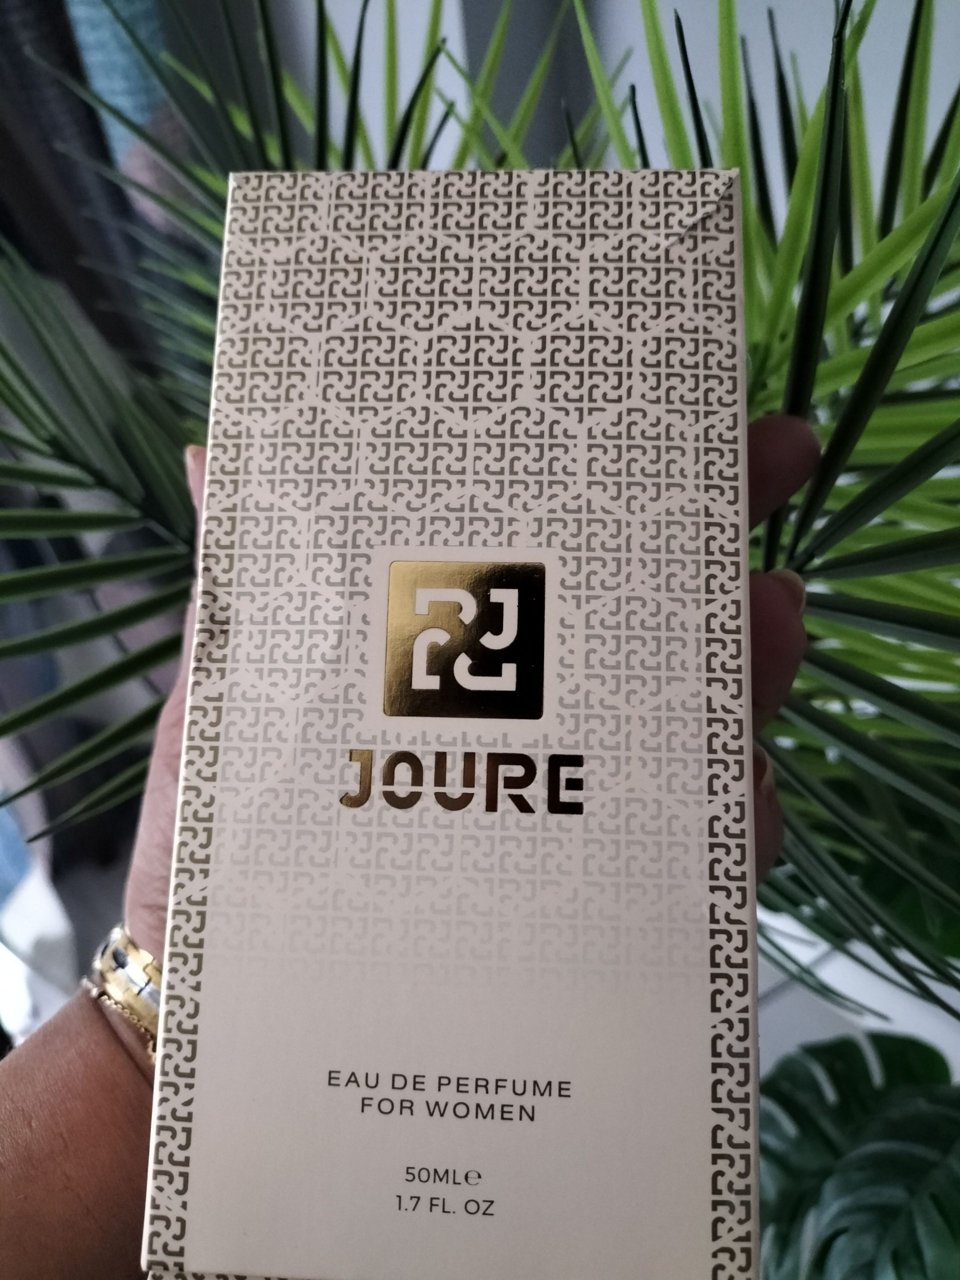 JOURE
EAU DE PERFUME
FOR WOMEN
50ML℮
1.7 FL. OZ